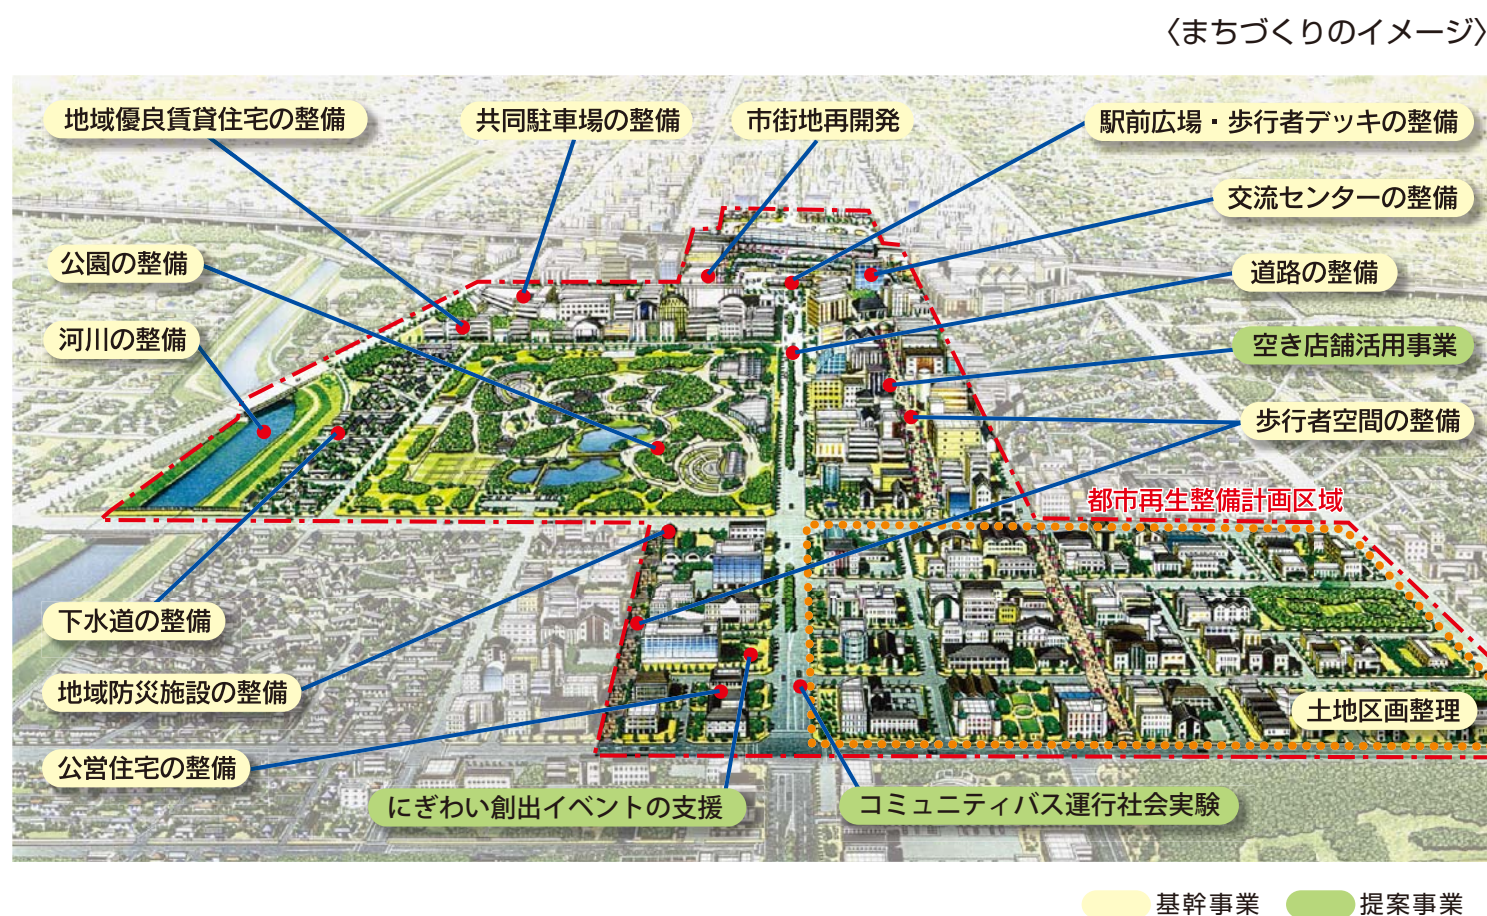 〈まちづくりのイメージ〉
地域優良賃貸住宅の整備
共同駐車場の整備
市街地再開発
駅前広場・歩行者デッキの整備
交流センターの整備
公園の整備
道路の整備
河川の整備
空き店舗活用事業
歩行者空間の整備
都市再生整備計画区域
下水道の整備
地域防災施設の整備
土地区画整理
公営住宅の整備
にぎわい創出イベントの支援
コミュニティバス運行社会実験
基幹事業
提案事業